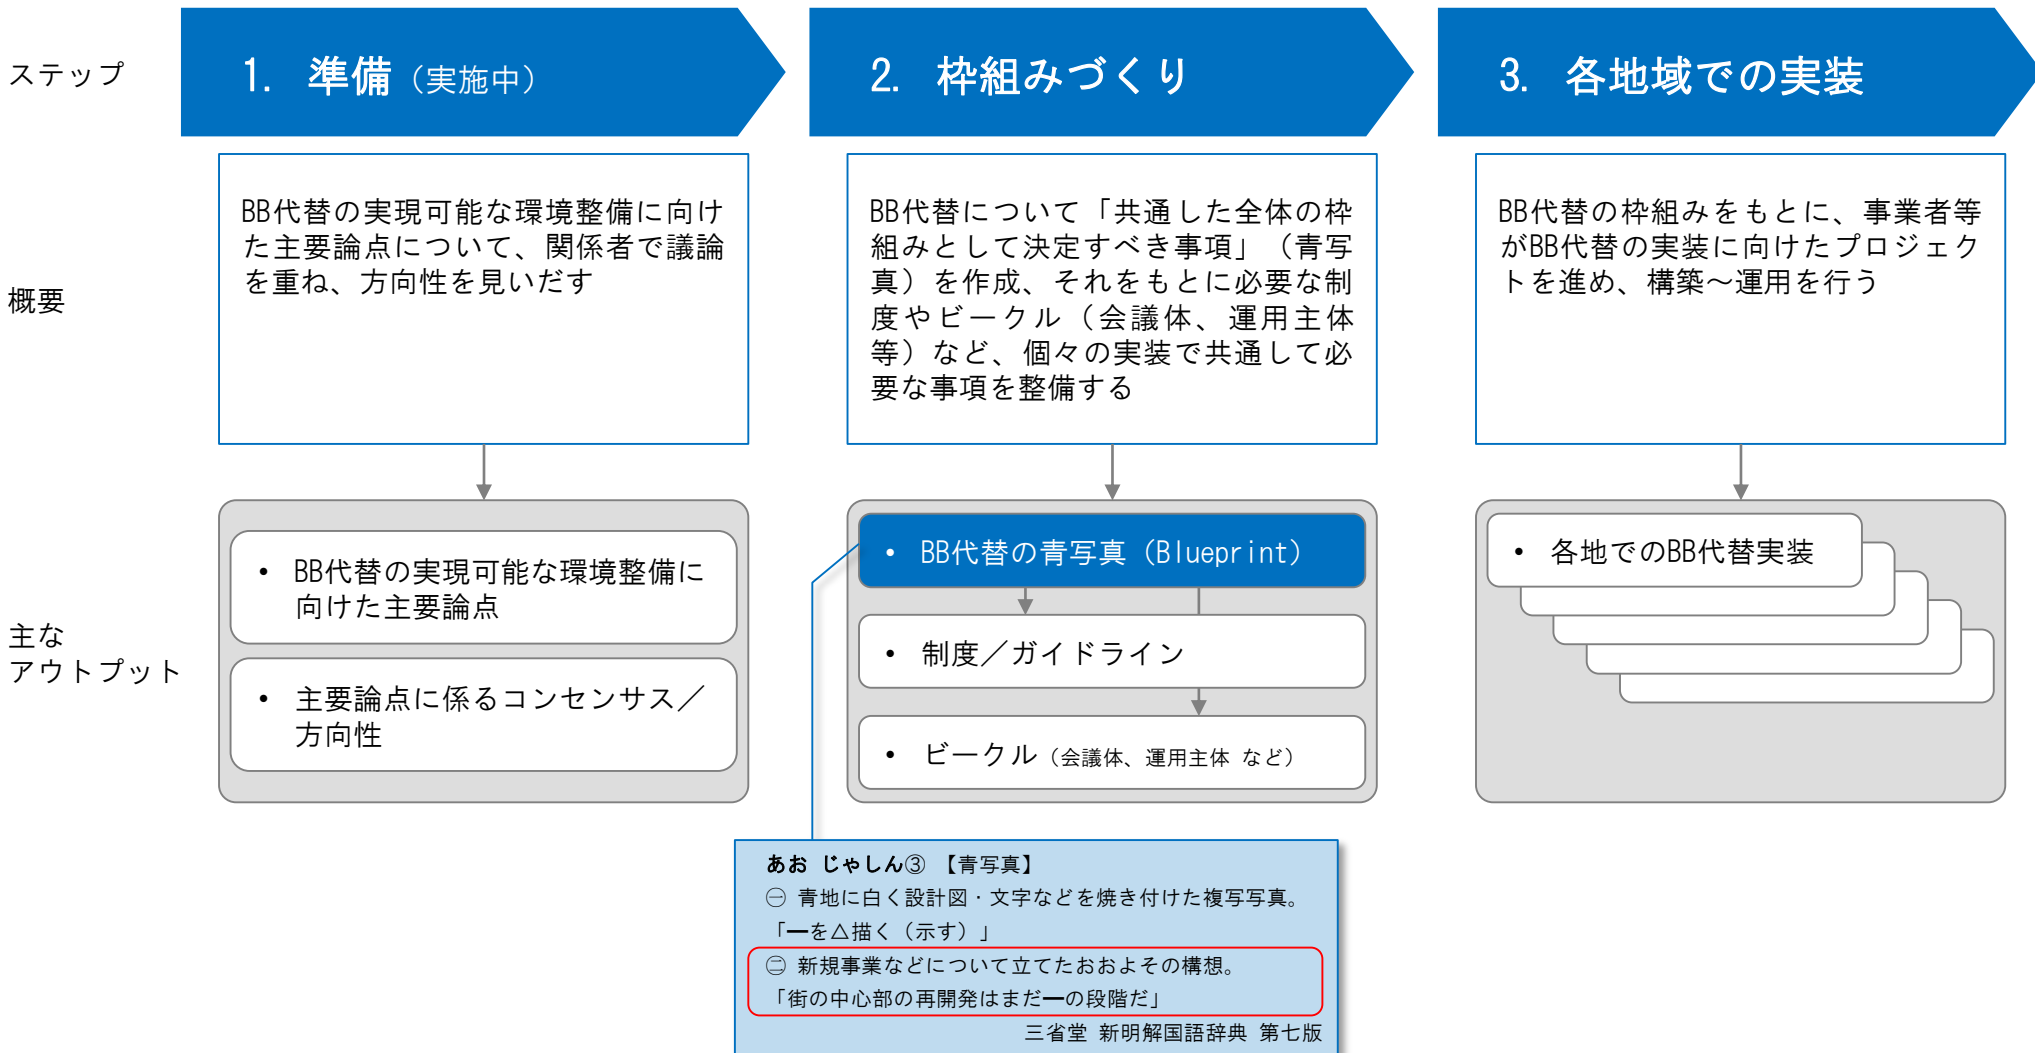 ステップ
1. 準備（実施中）
2. 枠組みづくり
3. 各地域での実装
概要
BB代替の実現可能な環境整備に向け
た主要論点について、関係者で議論
を重ね、方向性を見いだす
BB代替について「共通した全体の枠
組みとして決定すべき事項」（青写
真）を作成、それをもとに必要な制
度やビークル（会議体、運用主体
等）など、個々の実装で共通して必
要な事項を整備する
BB代替の枠組みをもとに、事業者等
がBB代替の実装に向けたプロジェク
トを進め、構築～運用を行う
主な
アウトプット
• BB代替の実現可能な環境整備に
向けた主要論点
• 主要論点に係るコンセンサス／
方向性
• BB代替の青写真（Blueprint）
• 制度／ガイドライン
• ビークル（会議体、運用主体 など）
• 各地でのBB代替実装
あお じゃしん③ 【青写真】
㊀ 青地に白く設計図・文字などを焼き付けた複写写真。
「━を△描く（示す）」
㊁ 新規事業などについて立てたおおよその構想。
「街の中心部の再開発はまだ━の段階だ」
三省堂 新明解国語辞典 第七版